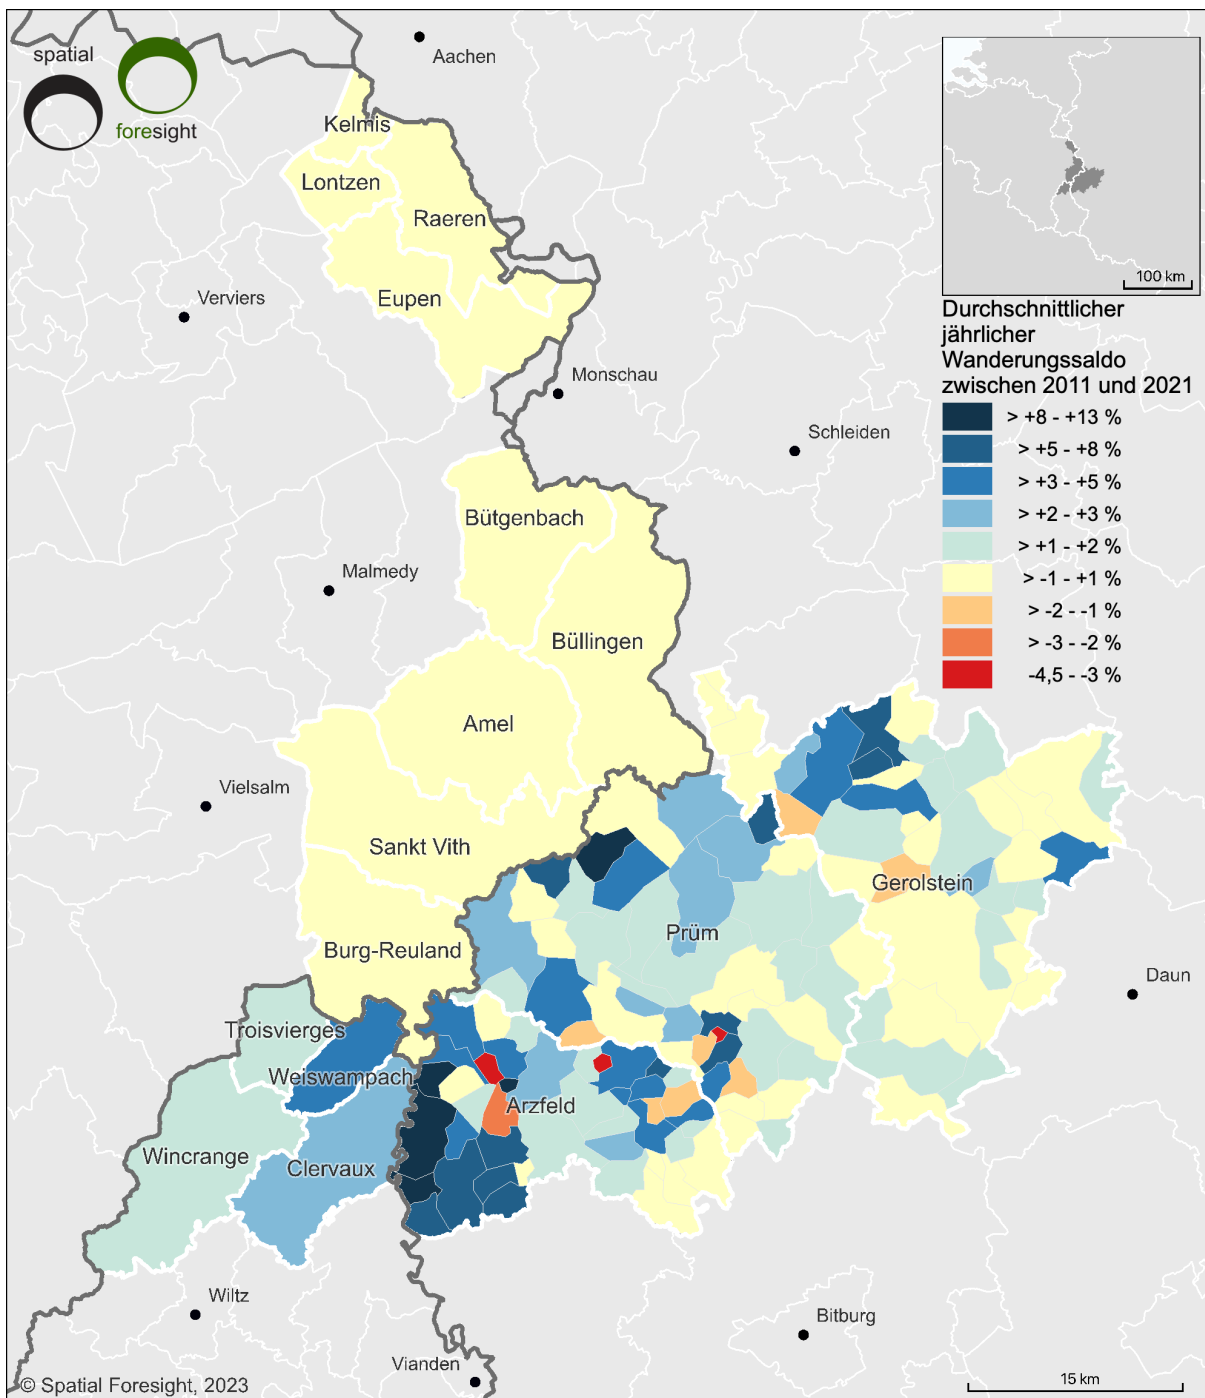 spatial
foresight
Aachen
Kelmis
Lontzen
Raeren
100 km
Verviers
Eupen
Durchschnittlicher
jährlicher
Wanderungssaldo
zwischen 2011 und 2021
Monschau
> +8 - +13 %
Schleiden
> +5 - +8 %
> +3 - +5 %
Bütgenbach
> +2 - +3 %
> +1 - +2 %
Malmedy
> -1 - +1 %
> -2 - -1 %
Büllingen
> -3 - -2 %
-4,5 - -3 %
Amel
Vielsalm
Sankt Vith
Gerolstein
Prüm
Burg-Reuland
Daun
Troisvierges
Weiswampach
Arzfeld
Wincrange
Clervaux
Wiltz
Bitburg
Vianden
15 km
© Spatial Foresight, 2023